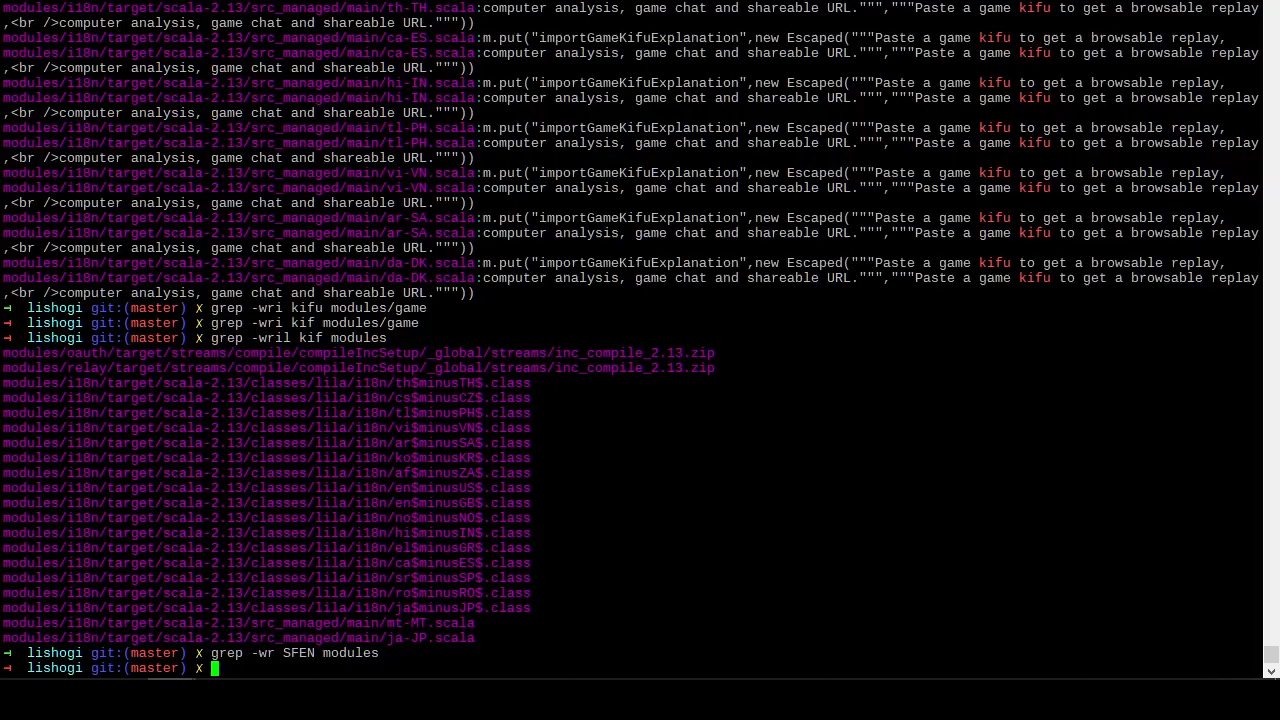 modules/i18n/target/scala-2.13/src_managed/main/th-TH.scala:computer analysis, game chat and shareable URL.""","""Paste a game kifu to get a browsable replay
,<br />computer analysis, game chat and shareable URL."""))
modules/i18n/target/scala-2.13/src_managed/main/ca-ES.scala:m.put("importGameKifuExplanation",new Escaped("""Paste a game kifu to get a browsable replay,
modules/i18n/target/scala-2.13/src_managed/main/ca-ES.scala:computer analysis, game chat and shareable URL.""","""Paste a game kifu to get a browsable replay
,<br />computer analysis, game chat and shareable URL."""))
modules/i18n/target/scala-2.13/src_managed/main/hi-IN.scala:m.put("importGameKifuExplanation",new Escaped("""Paste a game kifu to get a browsable replay,
modules/i18n/target/scala-2.13/src_managed/main/hi-IN.scala:computer analysis, game chat and shareable URL.""","""Paste a game kifu to get a browsable replay
,<br />computer analysis, game chat and shareable URL."""))
modules/i18n/target/scala-2.13/src_managed/main/tl-PH.scala:m.put("importGameKifuExplanation",new Escaped("""Paste a game kifu to get a browsable replay,
modules/i18n/target/scala-2.13/src_managed/main/tl-PH.scala:computer analysis, game chat and shareable URL.""","""Paste a game kifu to get a browsable replay
,<br />computer analysis, game chat and shareable URL."""))
modules/i18n/target/scala-2.13/src_managed/main/vi-VN.scala:m.put("importGameKifuExplanation",new Escaped("""Paste a game kifu to get a browsable replay,
modules/i18n/target/scala-2.13/src_managed/main/vi-VN.scala:computer analysis, game chat and shareable URL.""","""Paste a game kifu to get a browsable replay
,<br />computer analysis, game chat and shareable URL."""))
modules/i18n/target/scala-2.13/src_managed/main/ar-SA.scala:m.put("importGameKifuExplanation",new Escaped("""Paste a game kifu to get a browsable replay,
modules/i18n/target/scala-2.13/src_managed/main/ar-SA.scala:computer analysis, game chat and shareable URL.""","""Paste a game kifu to get a browsable replay
,<br />computer analysis, game chat and shareable URL."""))
modules/i18n/target/scala-2.13/src_managed/main/da-DK.scala:m.put("importGameKifuExplanation",new Escaped("""Paste a game kifu to get a browsable replay,
modules/i18n/target/scala-2.13/src_managed/main/da-DK.scala:computer analysis, game chat and shareable URL.""","""Paste a game kifu to get a browsable replay
,<br />computer analysis, game chat and shareable URL."""))
→ lishogi git:(master) ✗ grep -wri kifu modules/game
→ lishogi git:(master) ✗ grep -wri kif modules/game
→ lishogi git:(master) ✗ grep -wril kif modules
modules/oauth/target/streams/compile/compileIncSetup/_global/streams/inc_compile_2.13.zip
modules/relay/target/streams/compile/compileIncSetup/_global/streams/inc_compile_2.13.zip
modules/i18n/target/scala-2.13/classes/lila/i18n/th$minusTH$.class
modules/i18n/target/scala-2.13/classes/lila/i18n/cs$minusCZ$.class
modules/i18n/target/scala-2.13/classes/lila/i18n/tl$minusPH$.class
modules/i18n/target/scala-2.13/classes/lila/i18n/vi$minusVN$.class
modules/i18n/target/scala-2.13/classes/lila/i18n/ar$minusSA$.class
modules/i18n/target/scala-2.13/classes/lila/i18n/ko$minusKR$.class
modules/i18n/target/scala-2.13/classes/lila/i18n/af$minusZA$.class
modules/i18n/target/scala-2.13/classes/lila/i18n/en$minusUS$.class
modules/i18n/target/scala-2.13/classes/lila/i18n/en$minusGB$.class
modules/i18n/target/scala-2.13/classes/lila/i18n/no$minusNO$.class
modules/i18n/target/scala-2.13/classes/lila/i18n/hi$minusIN$.class
modules/i18n/target/scala-2.13/classes/lila/i18n/el$minusGR$.class
modules/i18n/target/scala-2.13/classes/lila/i18n/ca$minusES$.class
modules/i18n/target/scala-2.13/classes/lila/i18n/sr$minusSP$.class
modules/i18n/target/scala-2.13/classes/lila/i18n/ro$minusRO$.class
modules/i18n/target/scala-2.13/classes/lila/i18n/ja$minusJP$.class
modules/i18n/target/scala-2.13/src_managed/main/mt-MT.scala
modules/i18n/target/scala-2.13/src_managed/main/ja-JP.scala
→ lishogi git:(master) ✗ grep -wr SFEN modules
→ lishogi git:(master) ✗